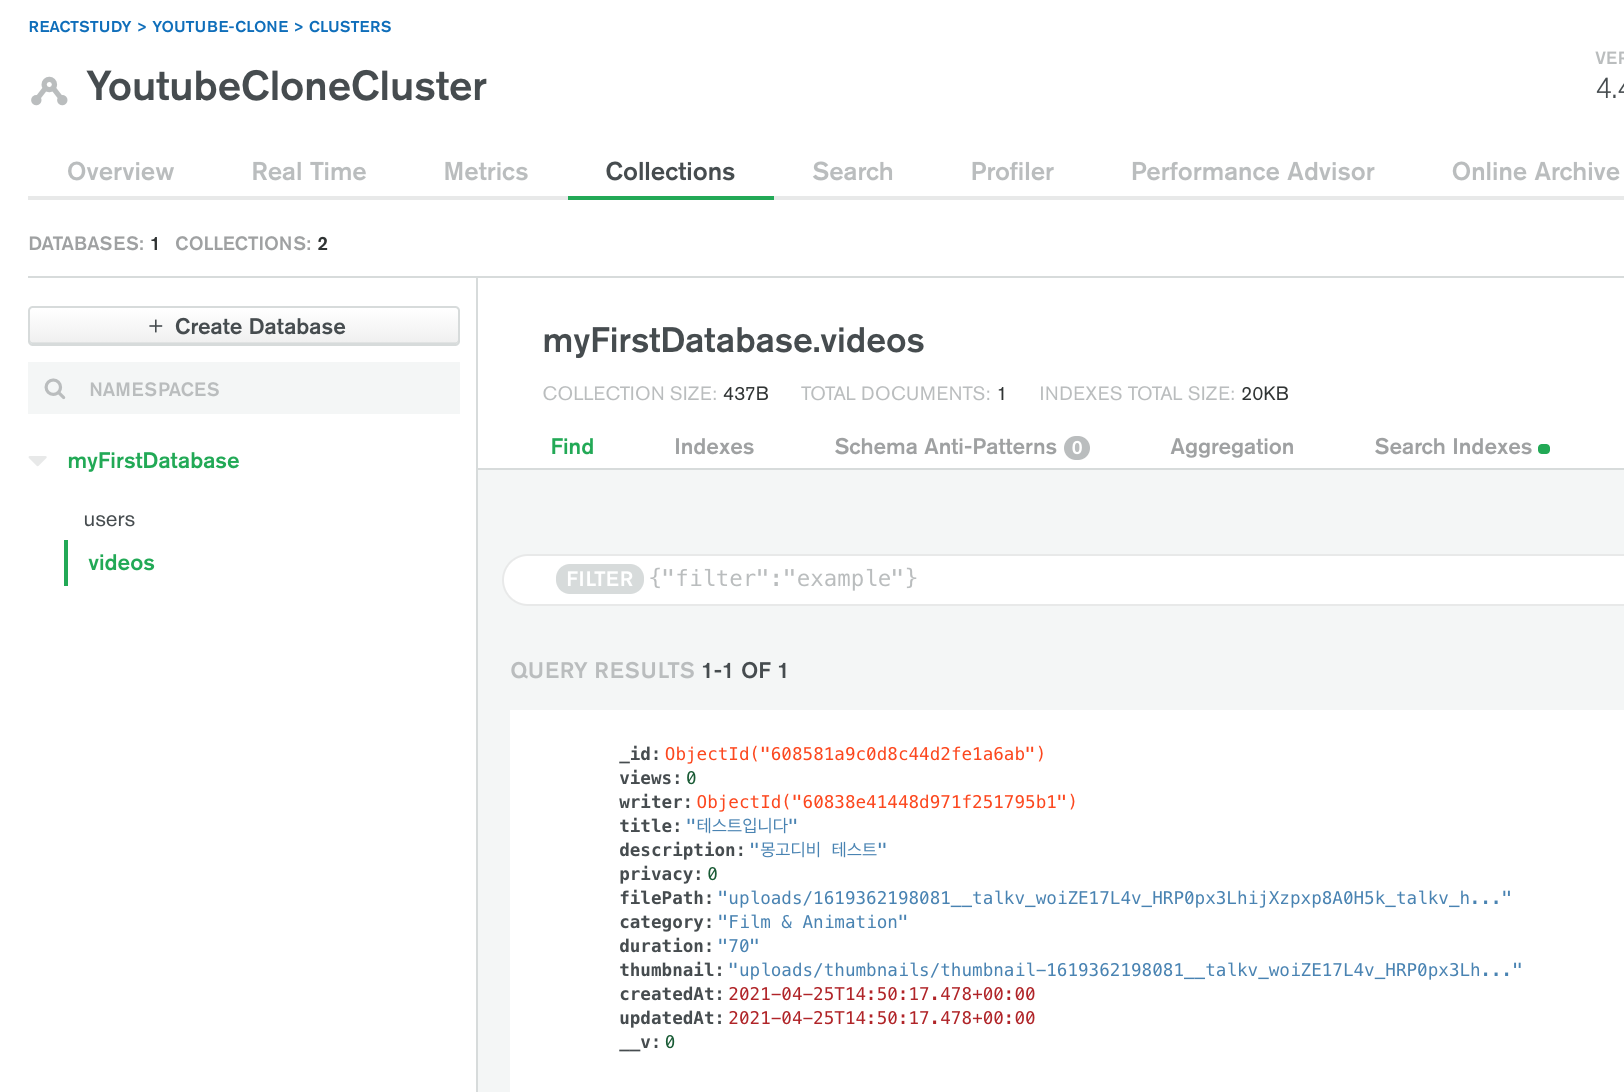 REACTSTUDY > YOUTUBE-CLONE > CLUSTERS
YoutubeCloneCluster
Overview Real Time Metrics Collections Search Profiler Performance Advisor Online Archive
DATABASES: 1 COLLECTIONS: 2
+ Create Database
NAMESPACES
myFirstDatabase
users
videos
myFirstDatabase.videos
COLLECTION SIZE: 437B TOTAL DOCUMENTS: 1 INDEXES TOTAL SIZE: 20KB
Find Indexes Schema Anti-Patterns 0 Aggregation Search Indexes
FILTER {"filter":"example"}
QUERY RESULTS 1-1 OF 1
_id: ObjectId("608581a9c0d8c44d2fe1a6ab")
views: 0
writer: ObjectId("60838e41448d971f251795b1")
title: "테스트입니다"
description: "몽고디비 테스트"
privacy: 0
filePath: "uploads/1619362198081__talkv_woiZE17L4v_HRP0px3LhijXzpxp8A0H5k_talkv_h..."
category: "Film & Animation"
duration: "70"
thumbnail: "uploads/thumbnails/thumbnail-1619362198081__talkv_woiZE17L4v_HRP0px3Lh..."
createdAt: 2021-04-25T14:50:17.478+00:00
updatedAt: 2021-04-25T14:50:17.478+00:00
__v: 0